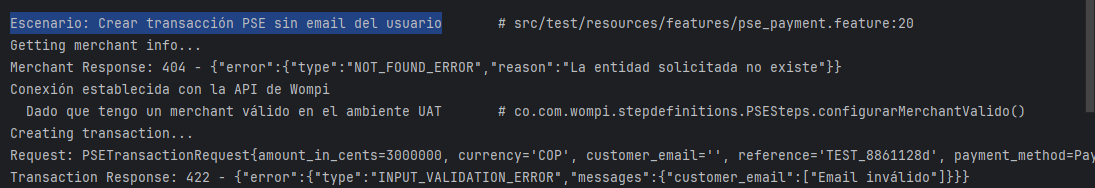 Escenario: Crear transacción PSE sin email del usuario # src/test/resources/features/pse_payment.feature:20
Getting merchant info...
Merchant Response: 404 - {"error":{"type":"NOT_FOUND_ERROR","reason":"La entidad solicitada no existe"}}
Conexión establecida con la API de Wompi
Dado que tengo un merchant válido en el ambiente UAT # co.com.wompi.stepdefinitions.PSESteps.configurarMerchantValido()
Creating transaction...
Request: PSETransactionRequest{amount_in_cents=3000000, currency='COP', customer_email='', reference='TEST_8861128d', payment_method=Pay
Transaction Response: 422 - {"error":{"type":"INPUT_VALIDATION_ERROR","messages":{"customer_email":["Email inválido"]}}}